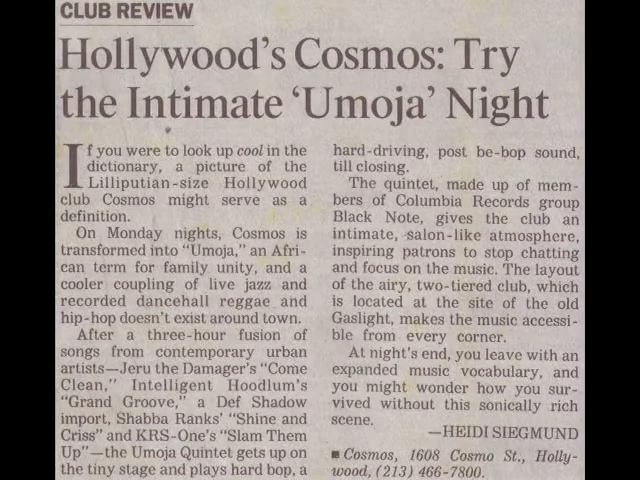 CLUB REVIEW
Hollywood's Cosmos: Try
the Intimate 'Umoja' Night
If you were to look up cool in the
dictionary, a picture of the
Lilliputian-size Hollywood
club Cosmos might serve as a
definition.
On Monday nights, Cosmos is
transformed into "Umoja," an Afri-
can term for family unity, and a
cooler coupling of live jazz and
recorded dancehall reggae and
hip-hop doesn't exist around town.
After a three-hour fusion of
songs from contemporary urban
artists—Jeru the Damager's "Come
Clean," Intelligent Hoodlum's
"Grand Groove," a Def Shadow
import, Shabba Ranks' "Shine and
Criss" and KRS-One's "Slam Them
Up"—the Umoja Quintet gets up on
the tiny stage and plays hard bop, a
hard-driving, post be-bop sound,
till closing.
The quintet, made up of mem-
bers of Columbia Records group
Black Note, gives the club an
intimate, salon-like atmosphere,
inspiring patrons to stop chatting
and focus on the music. The layout
of the airy, two-tiered club, which
is located at the site of the old
Gaslight, makes the music accessi-
ble from every corner.
At night's end, you leave with an
expanded music vocabulary, and
you might wonder how you sur-
vived without this sonically rich
scene.
—HEIDI SIEGMUND
■ Cosmos, 1608 Cosmo St., Holly-
wood, (213) 466-7800.